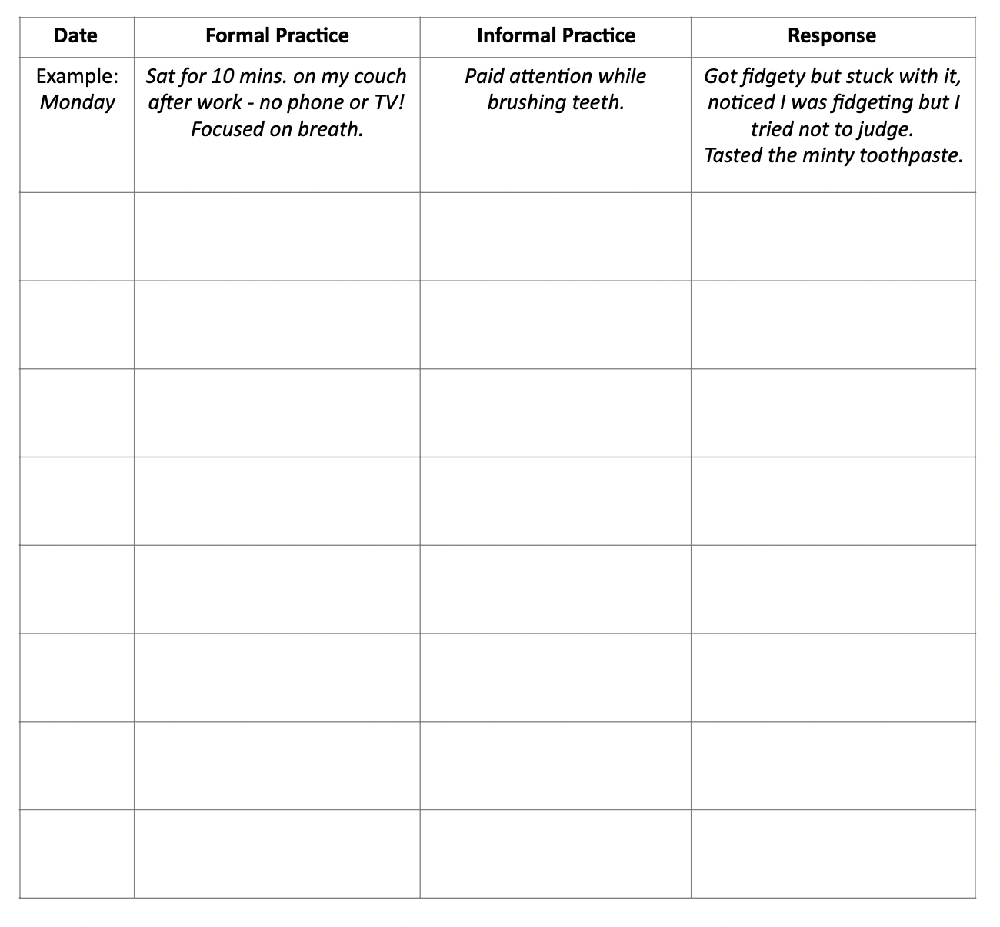 Date Formal Practice Informal Practice Response
Example:
Monday
Sat for 10 mins. on my couch
after work - no phone or TV!
Focused on breath.
Paid attention while
brushing teeth.
Got fidgety but stuck with it,
noticed I was fidgeting but I
tried not to judge.
Tasted the minty toothpaste.